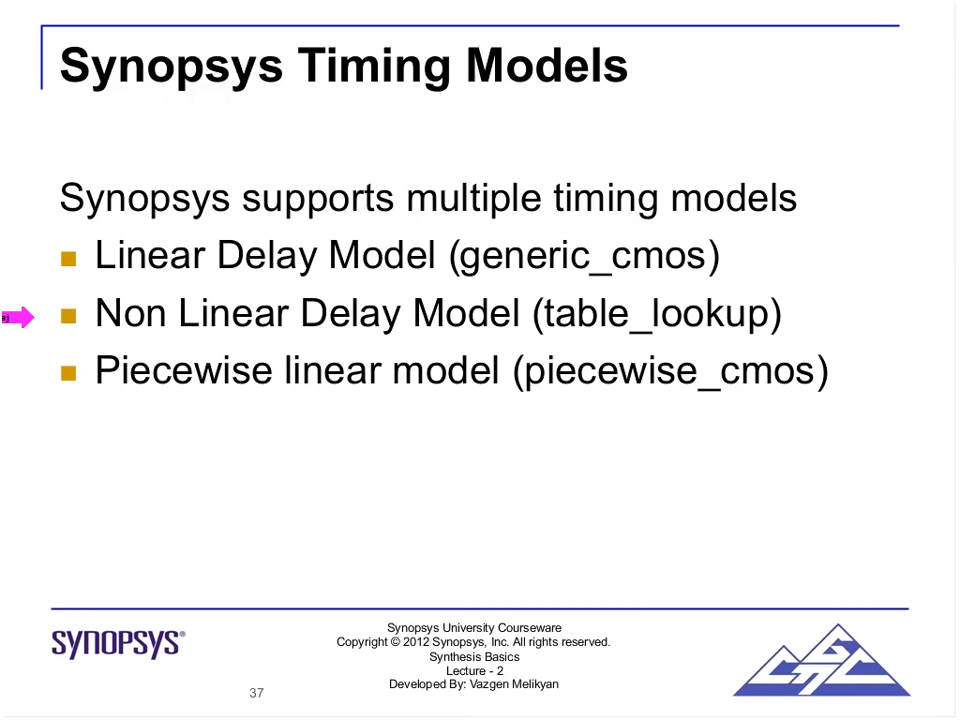 Synopsys Timing Models
Synopsys supports multiple timing models
Linear Delay Model (generic_cmos)
Non Linear Delay Model (table_lookup)
Piecewise linear model (piecewise_cmos)
SYNOPSYS®
Synopsys University Courseware
Copyright © 2012 Synopsys, Inc. All rights reserved.
Synthesis Basics
Lecture - 2
Developed By: Vazgen Melikyan
37